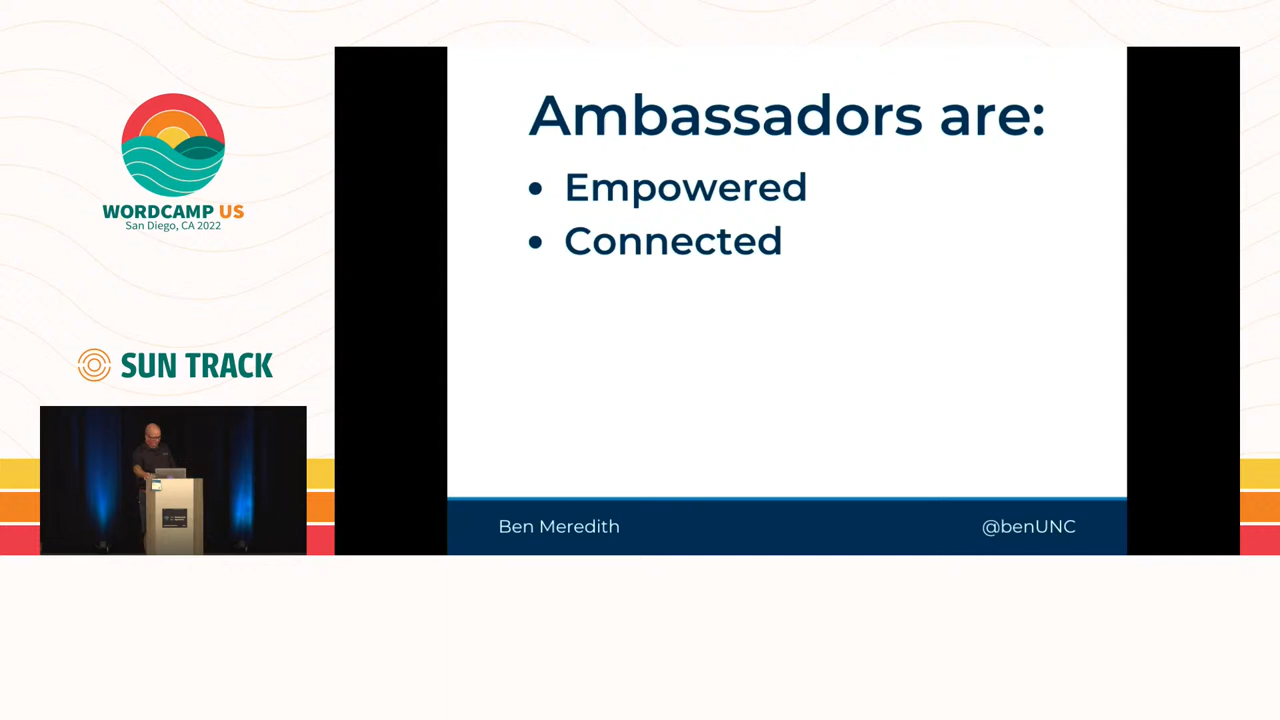 WORDCAMP US
San Diego, CA 2022
SUN TRACK
Ambassadors are:
• Empowered
• Connected
Ben Meredith
@benUNC